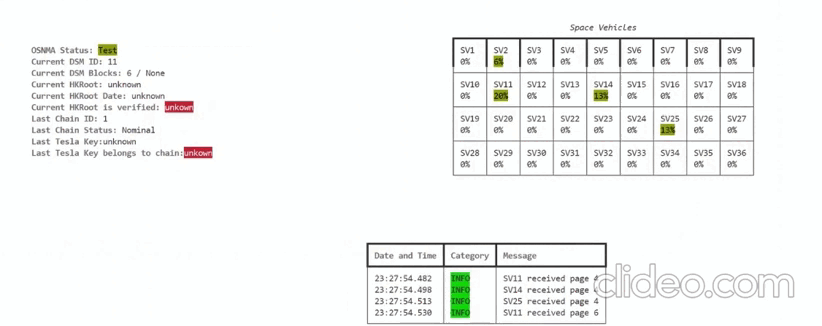 OSNMA Status: Test
Current DSM ID: 11
Current DSM Blocks: 6 / None
Current HKRoot: unknown
Current HKRoot Date: unknown
Current HKRoot is verified: unkown
Last Chain ID: 1
Last Chain Status: Nominal
Last Tesla Key:unknown
Last Tesla Key belongs to chain:unkown
Space Vehicles
SV1 SV2 SV3 SV4 SV5 SV6 SV7 SV8 SV9
0% 6% 0% 0% 0% 0% 0% 0% 0%
SV10 SV11 SV12 SV13 SV14 SV15 SV16 SV17 SV18
0% 20% 0% 0% 13% 0% 0% 0% 0%
SV19 SV20 SV21 SV22 SV23 SV24 SV25 SV26 SV27
0% 0% 0% 0% 0% 0% 13% 0% 0%
SV28 SV29 SV30 SV31 SV32 SV33 SV34 SV35 SV36
0% 0% 0% 0% 0% 0% 0% 0% 0%
Date and Time Category Message
23:27:54.482 INFO SV11 received page 4
23:27:54.498 INFO SV14 received page 4
23:27:54.513 INFO SV25 received page 4
23:27:54.530 INFO SV11 received page 6
clideo.com